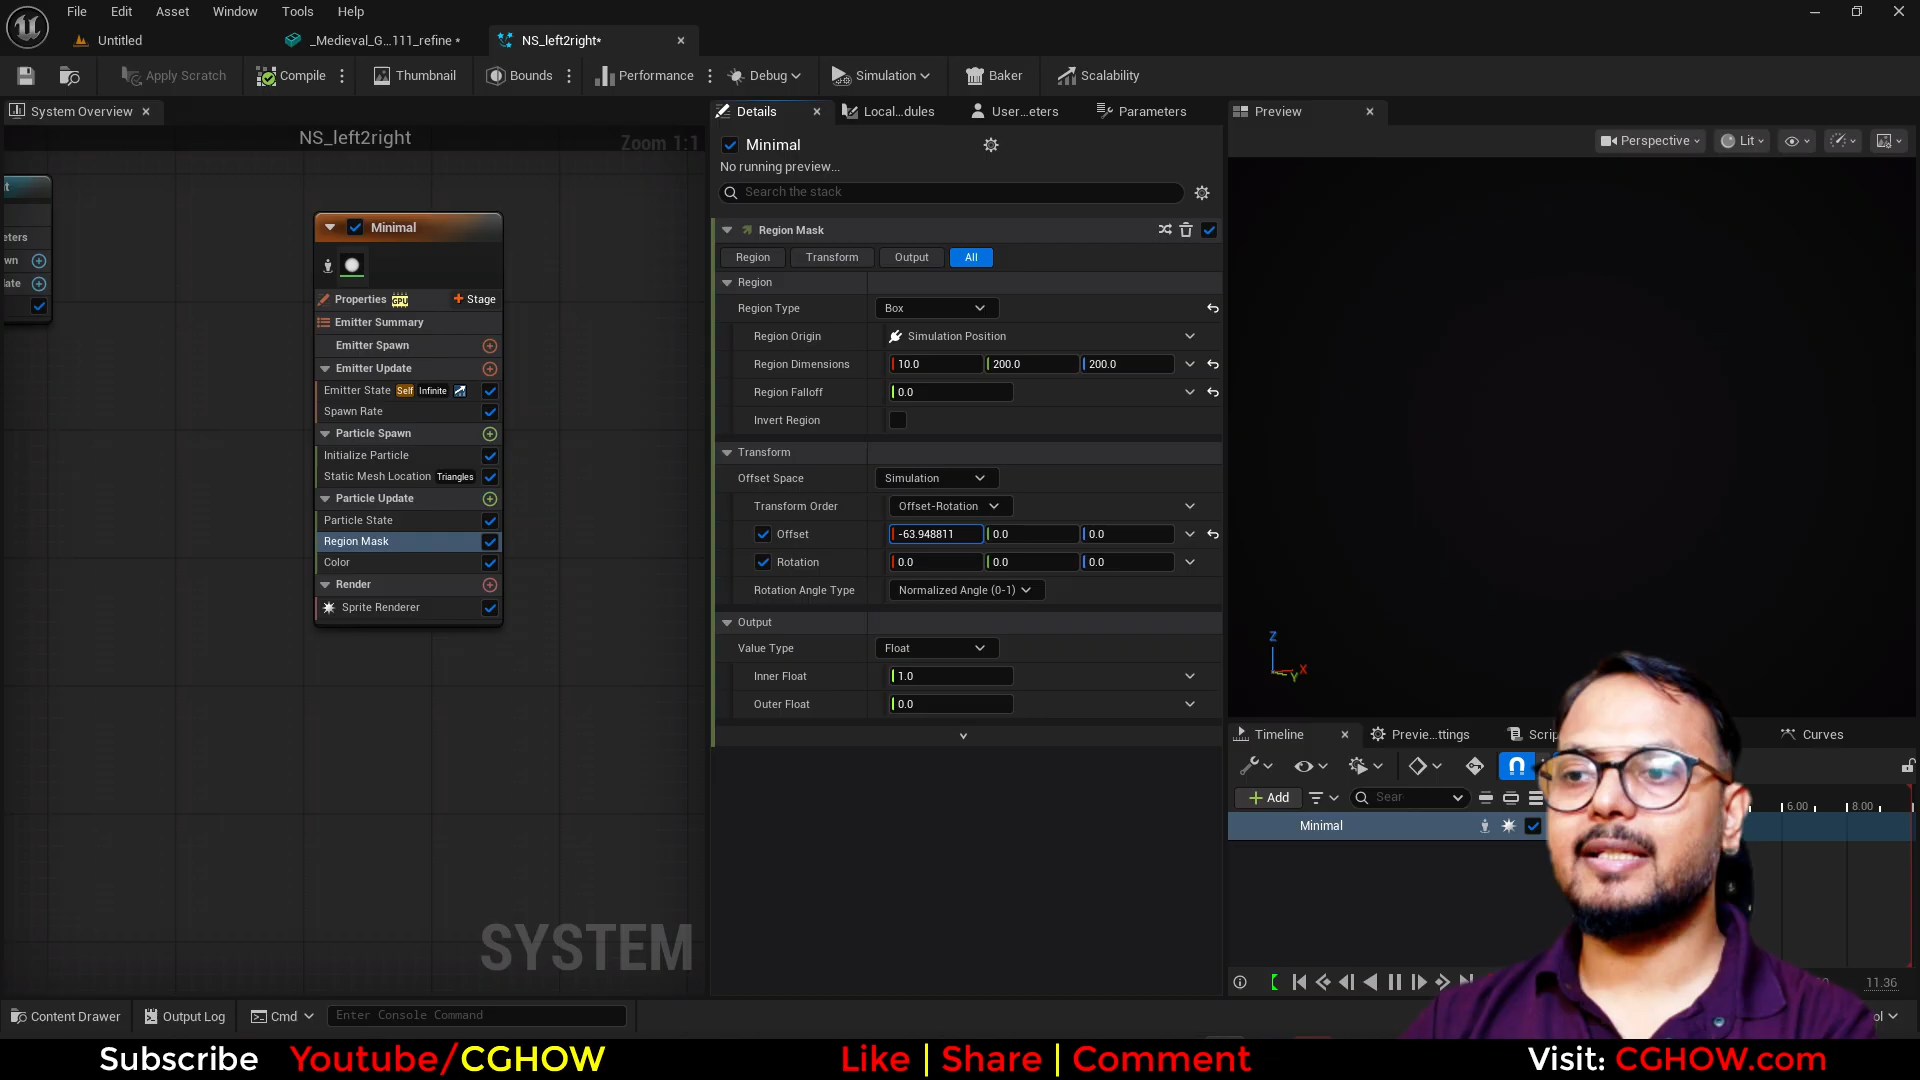 File Edit Asset Window Tools Help
Untitled _Medieval_G...111_refine * NS_left2right*
Apply Scratch Compile Thumbnail Bounds Performance Debug Simulation Baker Scalability
System Overview
NS_left2right
Zoom 1:1
Minimal
Properties GPU Stage
Emitter Summary
Emitter Spawn
Emitter Update
Emitter State Self Infinite
Spawn Rate
Particle Spawn
Initialize Particle
Static Mesh Location Triangles
Particle Update
Particle State
Region Mask
Color
Render
Sprite Renderer
SYSTEM
Details Local...dules User...eters Parameters
Minimal
No running preview...
Search the stack
Region Mask
Region Transform Output All
Region
Region Type Box
Region Origin Simulation Position
Region Dimensions 10.0 200.0 200.0
Region Falloff 0.0
Invert Region
Transform
Offset Space Simulation
Transform Order Offset-Rotation
Offset -63.948811 0.0 0.0
Rotation 0.0 0.0 0.0
Rotation Angle Type Normalized Angle (0-1)
Output
Value Type Float
Inner Float 1.0
Outer Float 0.0
Preview
Perspective Lit
Z
X
Y
Timeline Previe...ttings Curves
Add Sear
6.00 8.00
Minimal
11.36
Content Drawer Output Log Cmd Enter Console Command
Subscribe Youtube/CGHOW Like | Share | Comment Visit: CGHOW.com